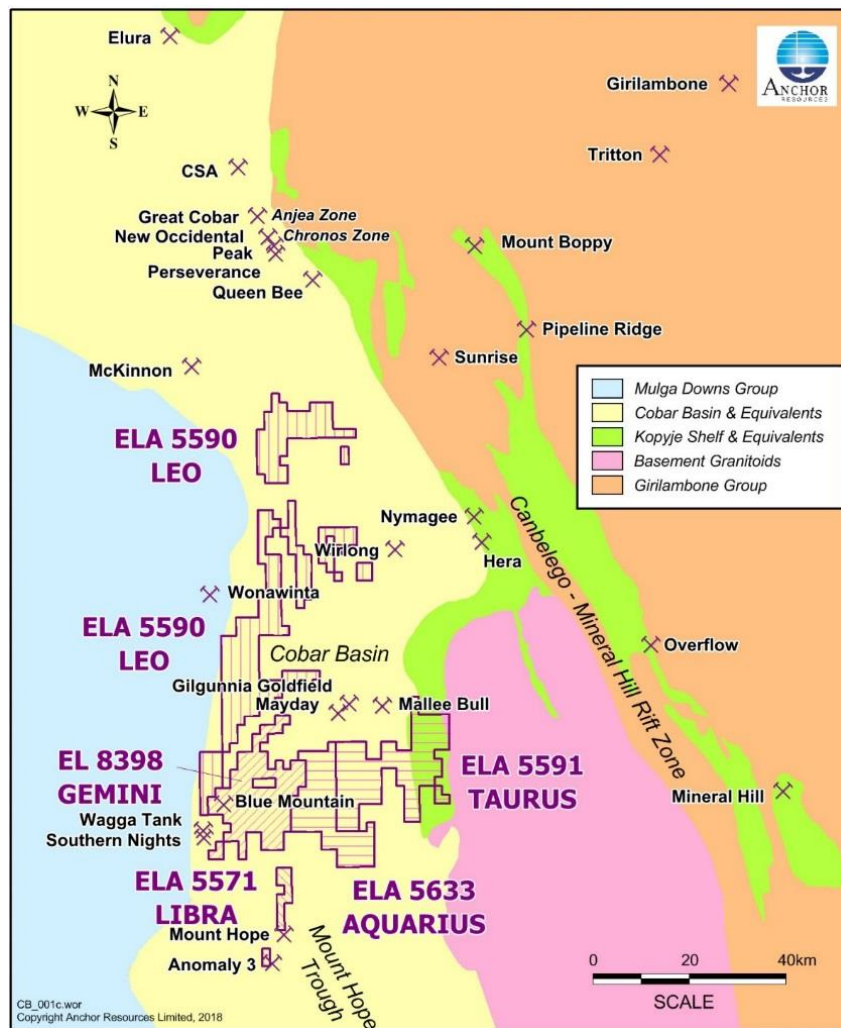 Elura
N
W E
S
ANCHOR
RESOURCES
Girilambone
Tritton
CSA
Great Cobar
Anjea Zone
New Occidental
Chronos Zone
Peak
Perseverance
Queen Bee
Mount Boppy
Pipeline Ridge
Sunrise
McKinnon
Mulga Downs Group
Cobar Basin & Equivalents
Kopyje Shelf & Equivalents
Basement Granitoids
Girilambone Group
ELA 5590
LEO
Nymagee
Wirlong
Hera
Canbelego - Mineral Hill Rift Zone
Wonawinta
ELA 5590
LEO
Cobar Basin
Overflow
Gilgunnia Goldfield
Mayday
Mallee Bull
EL 8398
GEMINI
ELA 5591
TAURUS
Blue Mountain
Mineral Hill
Wagga Tank
Southern Nights
ELA 5571
LIBRA
ELA 5633
AQUARIUS
Mount Hope
Anomaly 3
Mount Hope
Trough
0 20 40km
SCALE
CB_001c.wor
Copyright Anchor Resources Limited, 2018